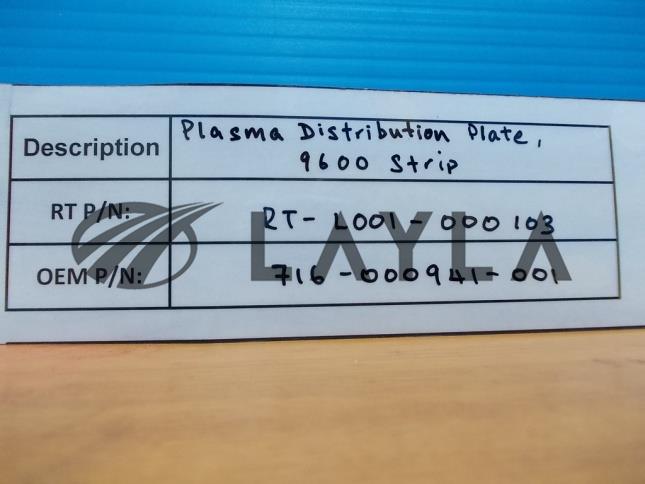 Description Plasma Distribution Plate,
9600 Strip
RT P/N: RT-L001-000103
OEM P/N: 716-000941-001
LAYLA